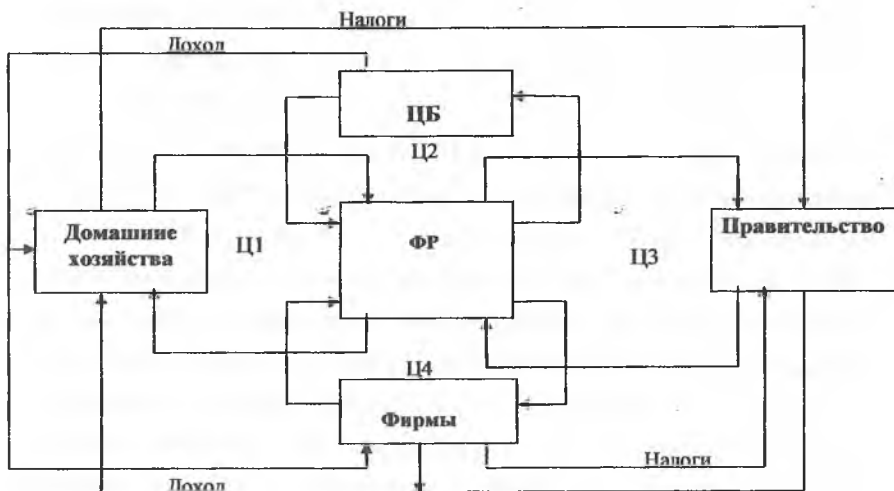 Налоги
Доход
ЦБ
Ц2
Домашние
хозяйства
Ц1
ФР
Ц3
Правительство
Ц4
Фирмы
Налоги
Доход